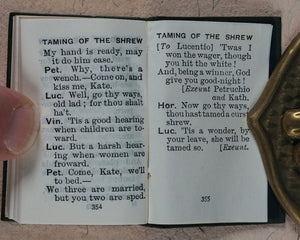 TAMING OF THE SHREW
My hand is ready, may
it do him ease.
Pet. Why, there's a
wench.—Come on, and
kiss me, Kate.
Luc. Well, go thy ways,
old lad; for thou shalt
ha't.
Vin. 'Tis a good hearing
when children are to-
ward.
Luc. But a harsh hear-
ing when women are
froward.
Pet. Come, Kate, we'll
to bed.—
We three are married,
but you two are sped.
354
TAMING OF THE SHREW
[To Lucentio] 'Twas I
won the wager, though
you hit the white!
And, being a winner, God
give you good-night!
[Exeunt Petruchio
and Kath.
Hor. Now go thy ways,
thou hast tamed a curst
shrew.
Luc. 'Tis a wonder, by
your leave, she will be
tamed so. [Exeunt.
355